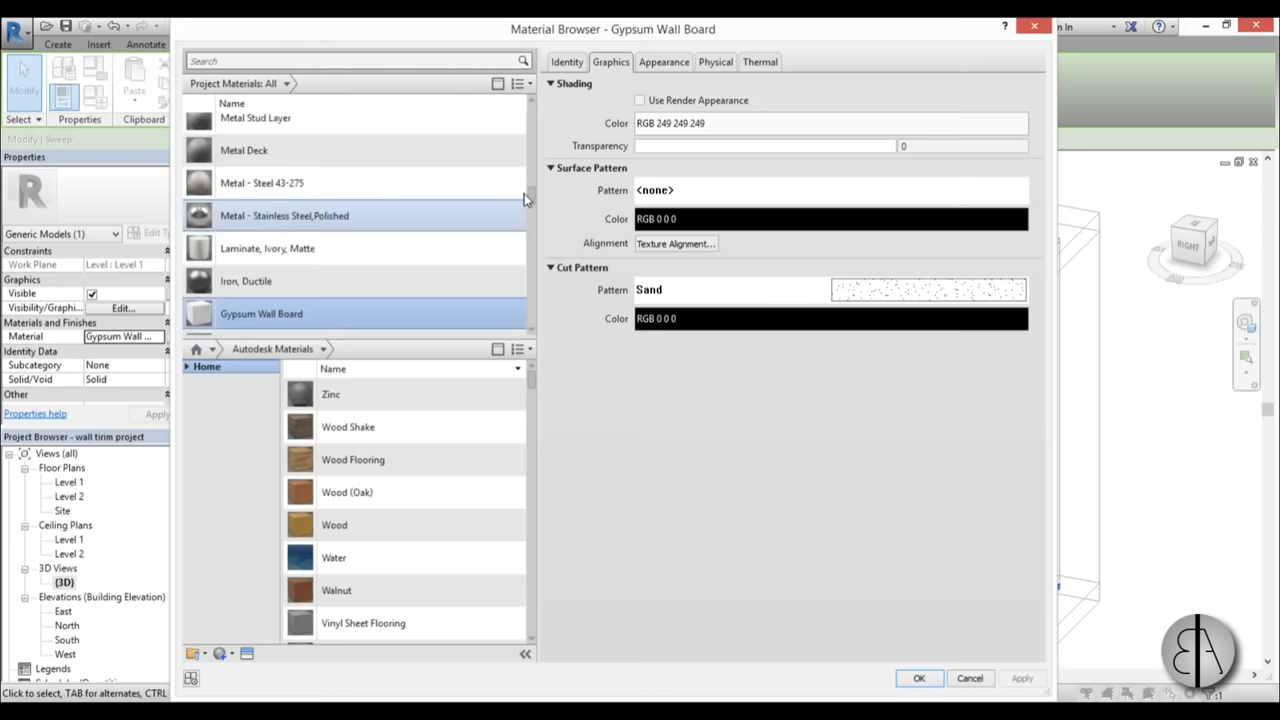 Material Browser - Gypsum Wall Board
?
Create Insert Annotate
Modify
Select
Properties
Paste
Clipboard
Modify | Sweep
Properties
R
Generic Models (1)
Constraints
Work Plane Level : Level 1
Graphics
Visible
Visibility/Graphi... Edit...
Materials and Finishes
Material Gypsum Wall ...
Identity Data
Subcategory None
Solid/Void Solid
Other
Properties help Apply
Project Browser - wall tirim project
Views (all)
Floor Plans
Level 1
Level 2
Site
Ceiling Plans
Level 1
Level 2
3D Views
{3D}
Elevations (Building Elevation)
East
North
South
West
Legends
Click to select, TAB for alternates, CTRL
Search
Project Materials: All
Name
Metal Stud Layer
Metal Deck
Metal - Steel 43-275
Metal - Stainless Steel,Polished
Laminate, Ivory, Matte
Iron, Ductile
Gypsum Wall Board
Autodesk Materials
Home
Name
Zinc
Wood Shake
Wood Flooring
Wood (Oak)
Wood
Water
Walnut
Vinyl Sheet Flooring
Identity Graphics Appearance Physical Thermal
Shading
Use Render Appearance
Color RGB 249 249 249
Transparency 0
Surface Pattern
Pattern <none>
Color RGB 0 0 0
Alignment Texture Alignment...
Cut Pattern
Pattern Sand
Color RGB 0 0 0
OK Cancel Apply
RIGHT
:1